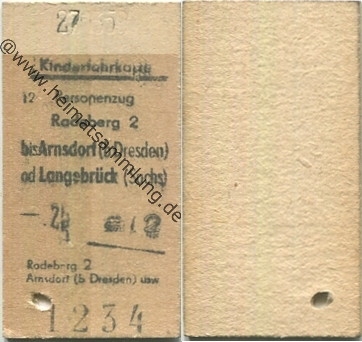 27
Kinderfahrkarte
Personenzug
Radeberg 2
bis Arnsdorf (b Dresden)
od Langebrück (Sachs)
Radeberg 2
Arnsdorf (b Dresden) usw
1234
@www.heimatsammlung.de